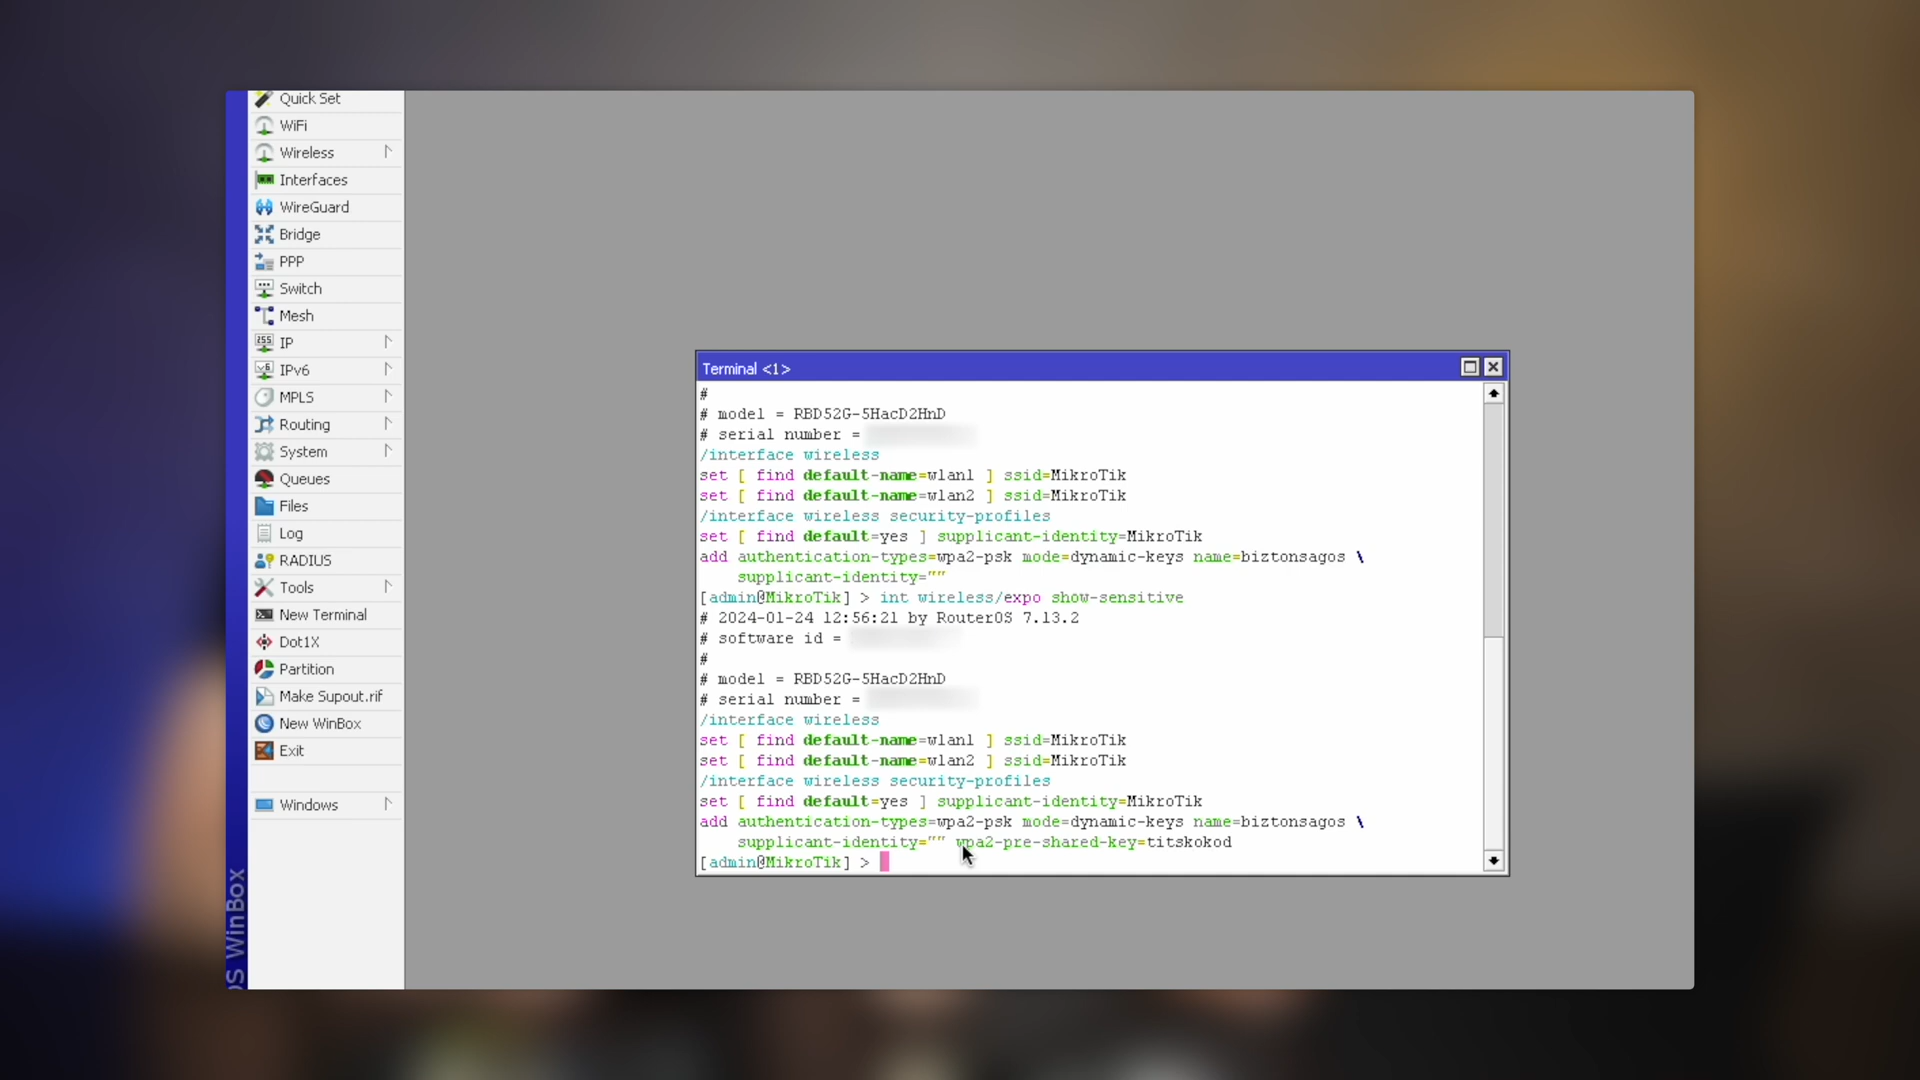 Quick Set
WiFi
Wireless
Interfaces
WireGuard
Bridge
PPP
Switch
Mesh
255 IP
v6 IPv6
MPLS
Routing
System
Queues
Files
Log
RADIUS
Tools
New Terminal
Dot1X
Partition
Make Supout.rif
New WinBox
Exit
Windows
OS WinBox
Terminal <1>
#
# model = RBD52G-5HacD2HnD
# serial number =
/interface wireless
set [ find default-name=wlan1 ] ssid=MikroTik
set [ find default-name=wlan2 ] ssid=MikroTik
/interface wireless security-profiles
set [ find default=yes ] supplicant-identity=MikroTik
add authentication-types=wpa2-psk mode=dynamic-keys name=biztonsagos \
supplicant-identity=""
[admin@MikroTik] > int wireless/expo show-sensitive
# 2024-01-24 12:56:21 by RouterOS 7.13.2
# software id =
#
# model = RBD52G-5HacD2HnD
# serial number =
/interface wireless
set [ find default-name=wlan1 ] ssid=MikroTik
set [ find default-name=wlan2 ] ssid=MikroTik
/interface wireless security-profiles
set [ find default=yes ] supplicant-identity=MikroTik
add authentication-types=wpa2-psk mode=dynamic-keys name=biztonsagos \
supplicant-identity="" wpa2-pre-shared-key=titskokod
[admin@MikroTik] >